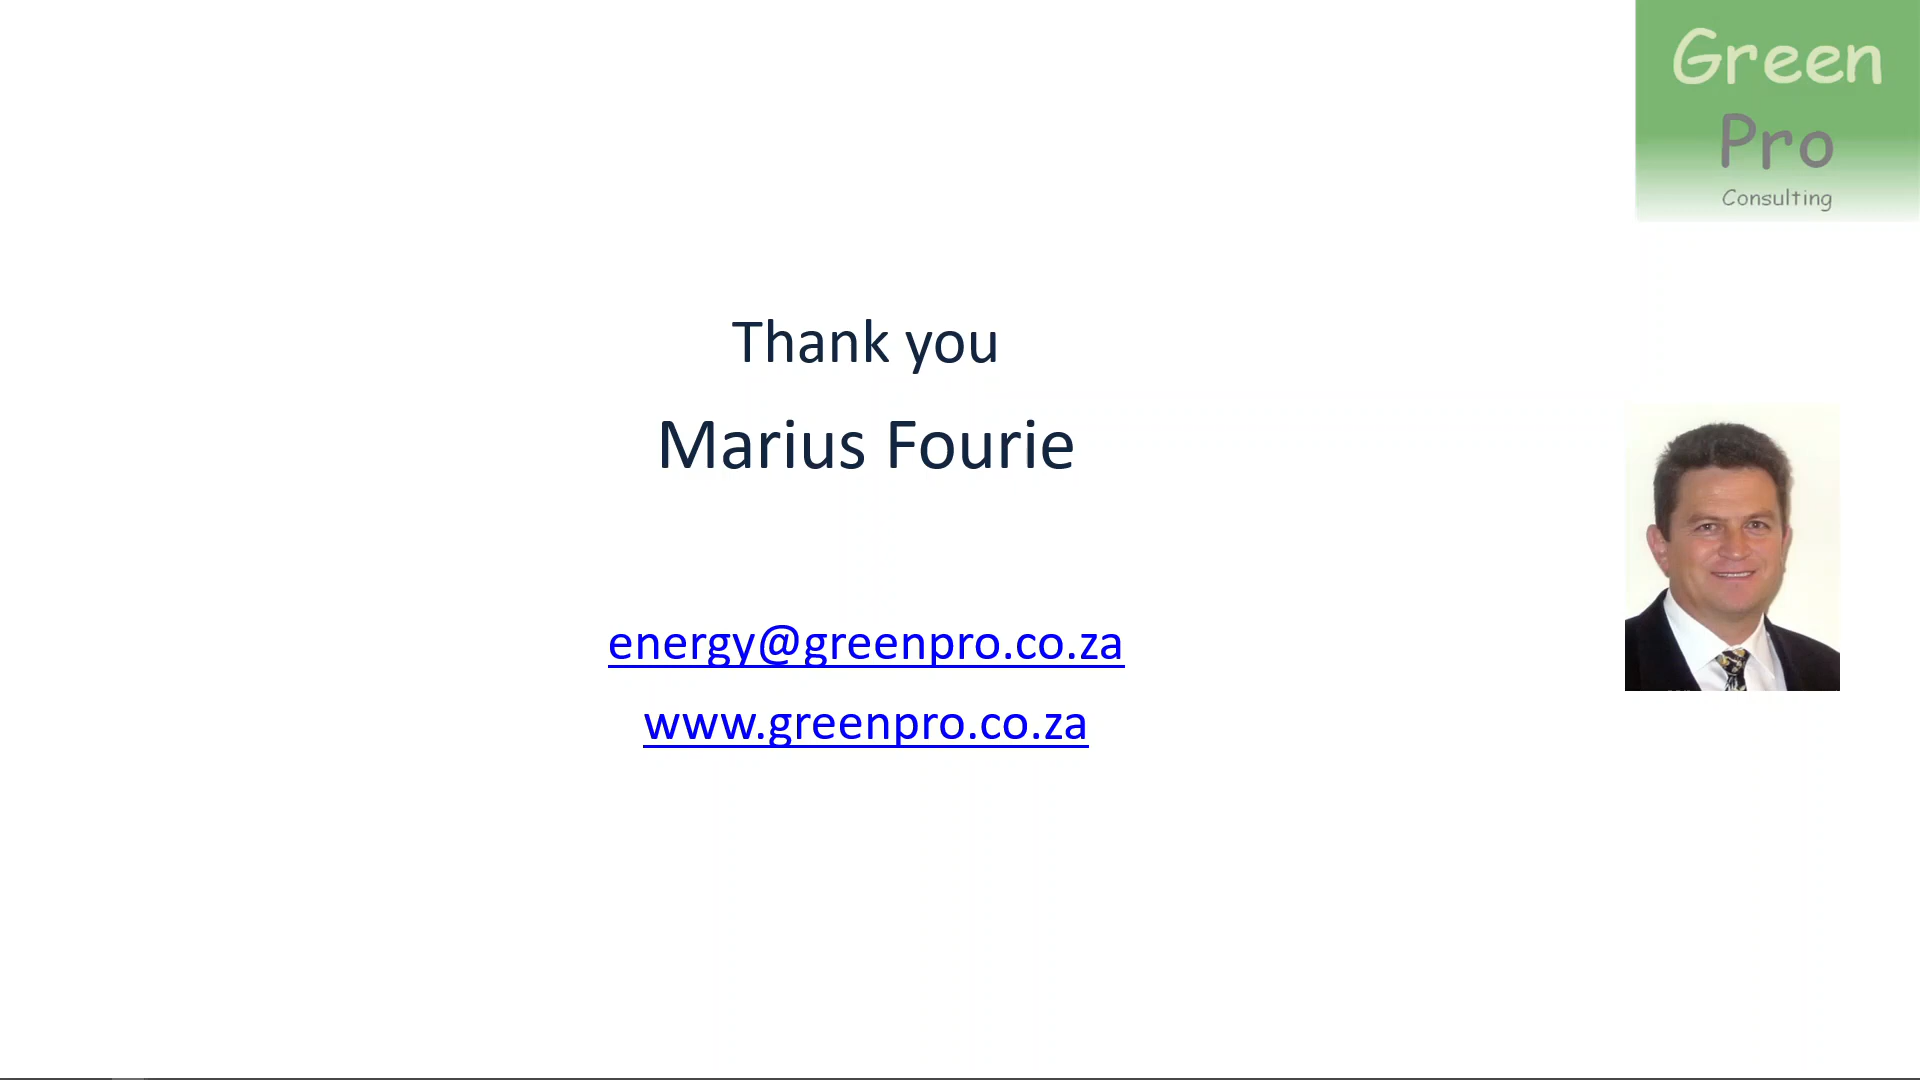 Green
Pro
Consulting
Thank you
Marius Fourie
energy@greenpro.co.za
www.greenpro.co.za